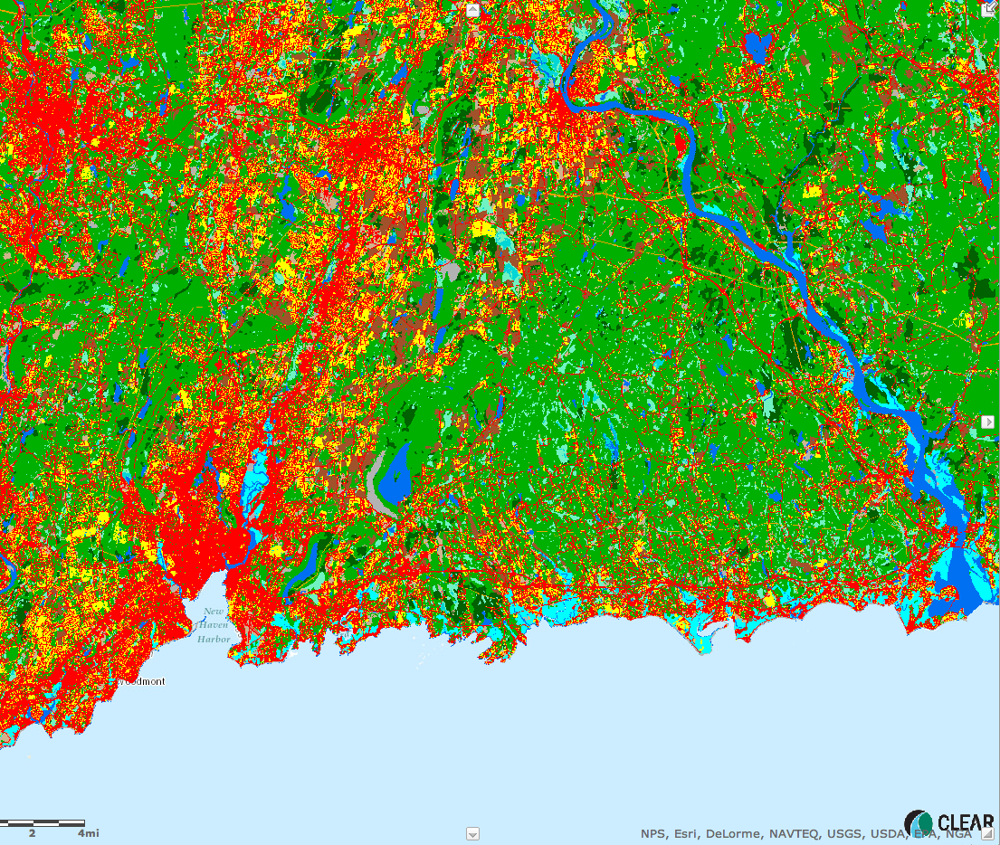 New
Haven
Harbor
Woodmont
2 4mi
CLEAR
NPS, Esri, DeLorme, NAVTEQ, USGS, USDA, EPA, NGA